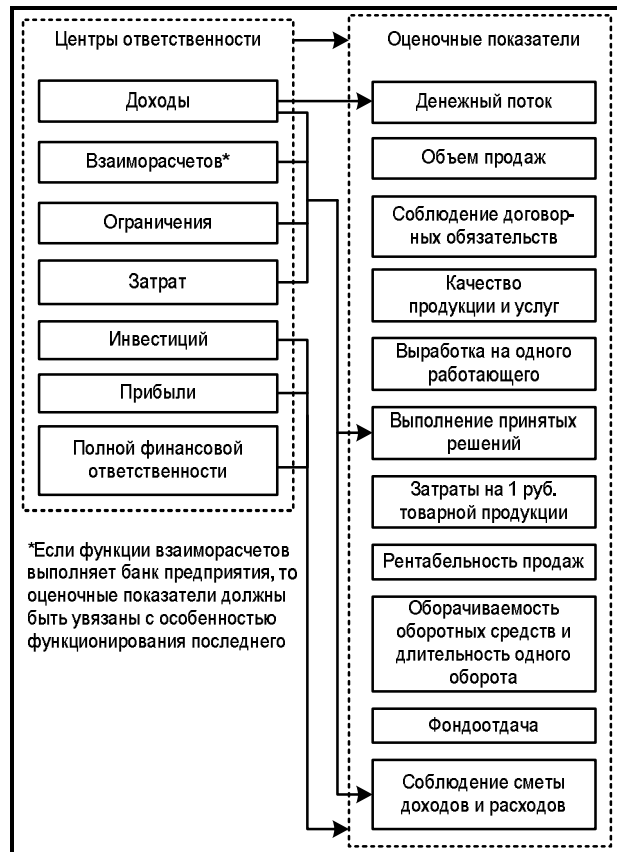 Центры ответственности
Доходы
Взаиморасчетов*
Ограничения
Затрат
Инвестиций
Прибыли
Полной финансовой
ответственности
*Если функции взаиморасчетов
выполняет банк предприятия, то
оценочные показатели должны
быть увязаны с особенностью
функционирования последнего
Оценочные показатели
Денежный поток
Объем продаж
Соблюдение договор-
ных обязательств
Качество
продукции и услуг
Выработка на одного
работающего
Выполнение принятых
решений
Затраты на 1 руб.
товарной продукции
Рентабельность продаж
Оборачиваемость
оборотных средств и
длительность одного
оборота
Фондоотдача
Соблюдение сметы
доходов и расходов